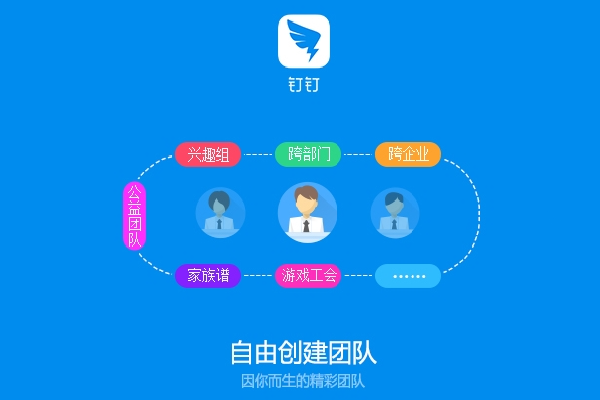 钉钉
兴趣组
跨部门
跨企业
公益团队
家族谱
游戏工会
……
自由创建团队
因你而生的精彩团队